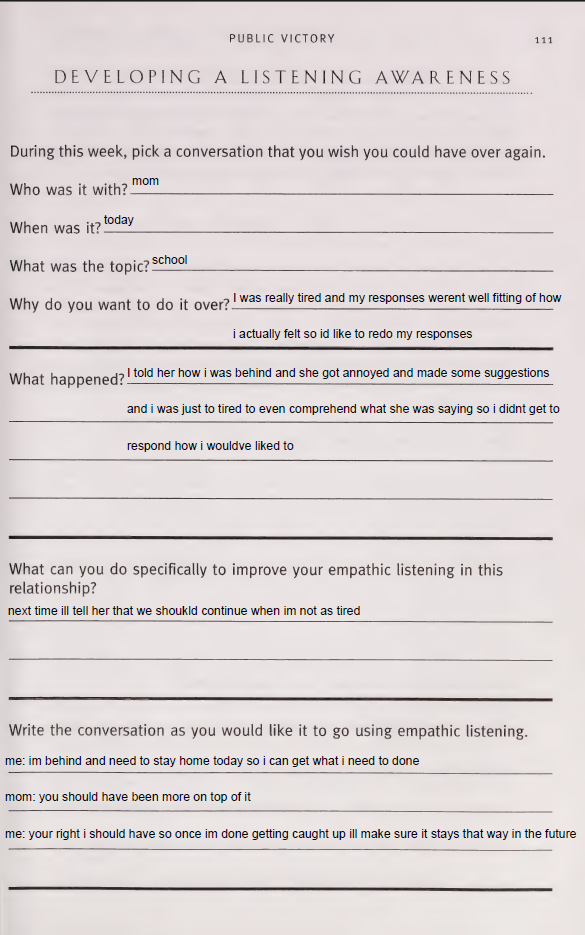 PUBLIC VICTORY 111
DEVELOPING A LISTENING AWARENESS
During this week, pick a conversation that you wish you could have over again.
Who was it with? mom
When was it? today
What was the topic? school
Why do you want to do it over? I was really tired and my responses werent well fitting of how
i actually felt so id like to redo my responses
What happened? I told her how i was behind and she got annoyed and made some suggestions
and i was just to tired to even comprehend what she was saying so i didnt get to
respond how i wouldve liked to
What can you do specifically to improve your empathic listening in this
relationship?
next time ill tell her that we shoukld continue when im not as tired
Write the conversation as you would like it to go using empathic listening.
me: im behind and need to stay home today so i can get what i need to done
mom: you should have been more on top of it
me: your right i should have so once im done getting caught up ill make sure it stays that way in the future